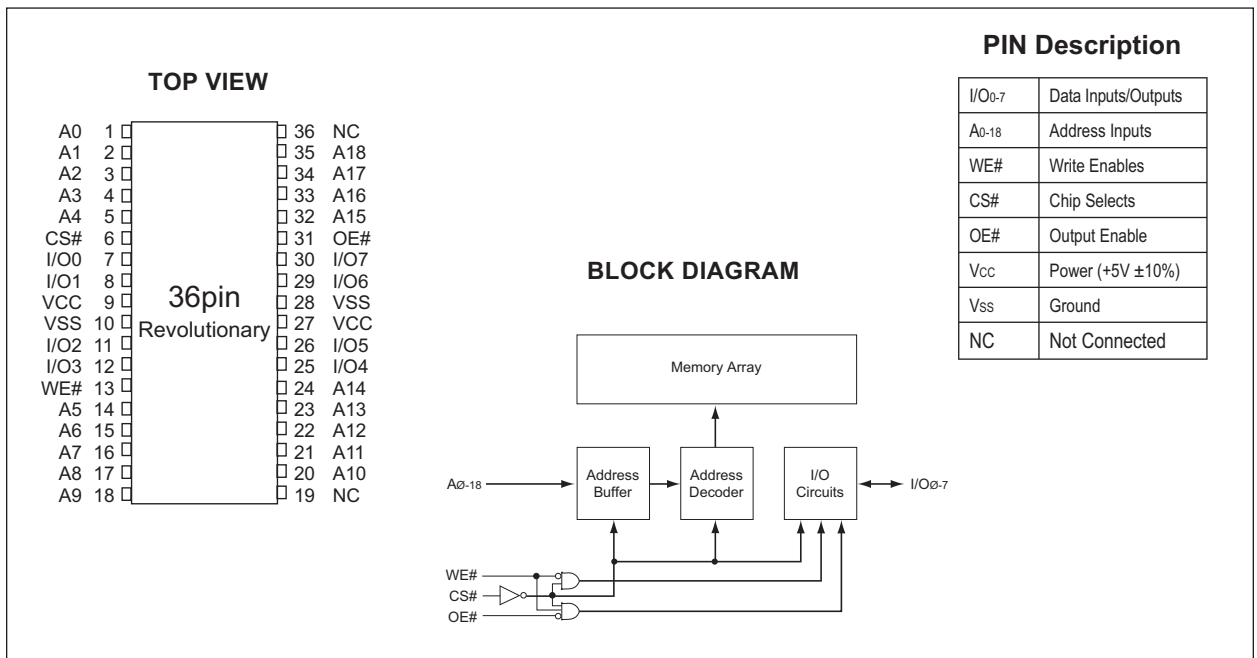 TOP VIEW
A0 1
A1 2
A2 3
A3 4
A4 5
CS# 6
I/O0 7
I/O1 8
VCC 9
VSS 10
I/O2 11
I/O3 12
WE# 13
A5 14
A6 15
A7 16
A8 17
A9 18
36pin
Revolutionary
36 NC
35 A18
34 A17
33 A16
32 A15
31 OE#
30 I/O7
29 I/O6
28 VSS
27 VCC
26 I/O5
25 I/O4
24 A14
23 A13
22 A12
21 A11
20 A10
19 NC
BLOCK DIAGRAM
Memory Array
AØ-18
Address
Buffer
Address
Decoder
I/O
Circuits
I/OØ-7
WE#
CS#
OE#
PIN Description
I/O0-7 Data Inputs/Outputs
A0-18 Address Inputs
WE# Write Enables
CS# Chip Selects
OE# Output Enable
VCC Power (+5V ±10%)
VSS Ground
NC Not Connected